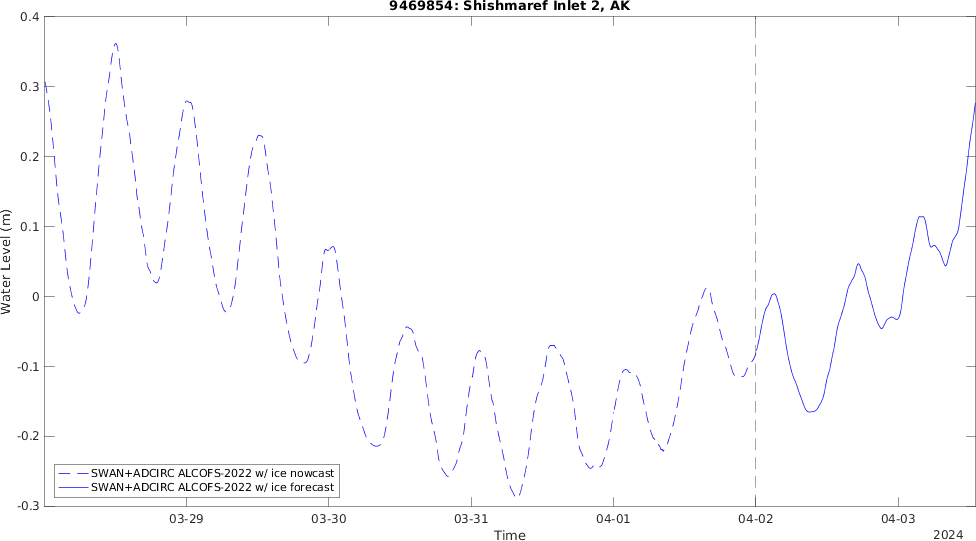 9469854: Shishmaref Inlet 2, AK
Water Level (m)
0.4
0.3
0.2
0.1
0
-0.1
-0.2
-0.3
SWAN+ADCIRC ALCOFS-2022 w/ ice nowcast
SWAN+ADCIRC ALCOFS-2022 w/ ice forecast
03-29 03-30 03-31 04-01 04-02 04-03
Time
2024